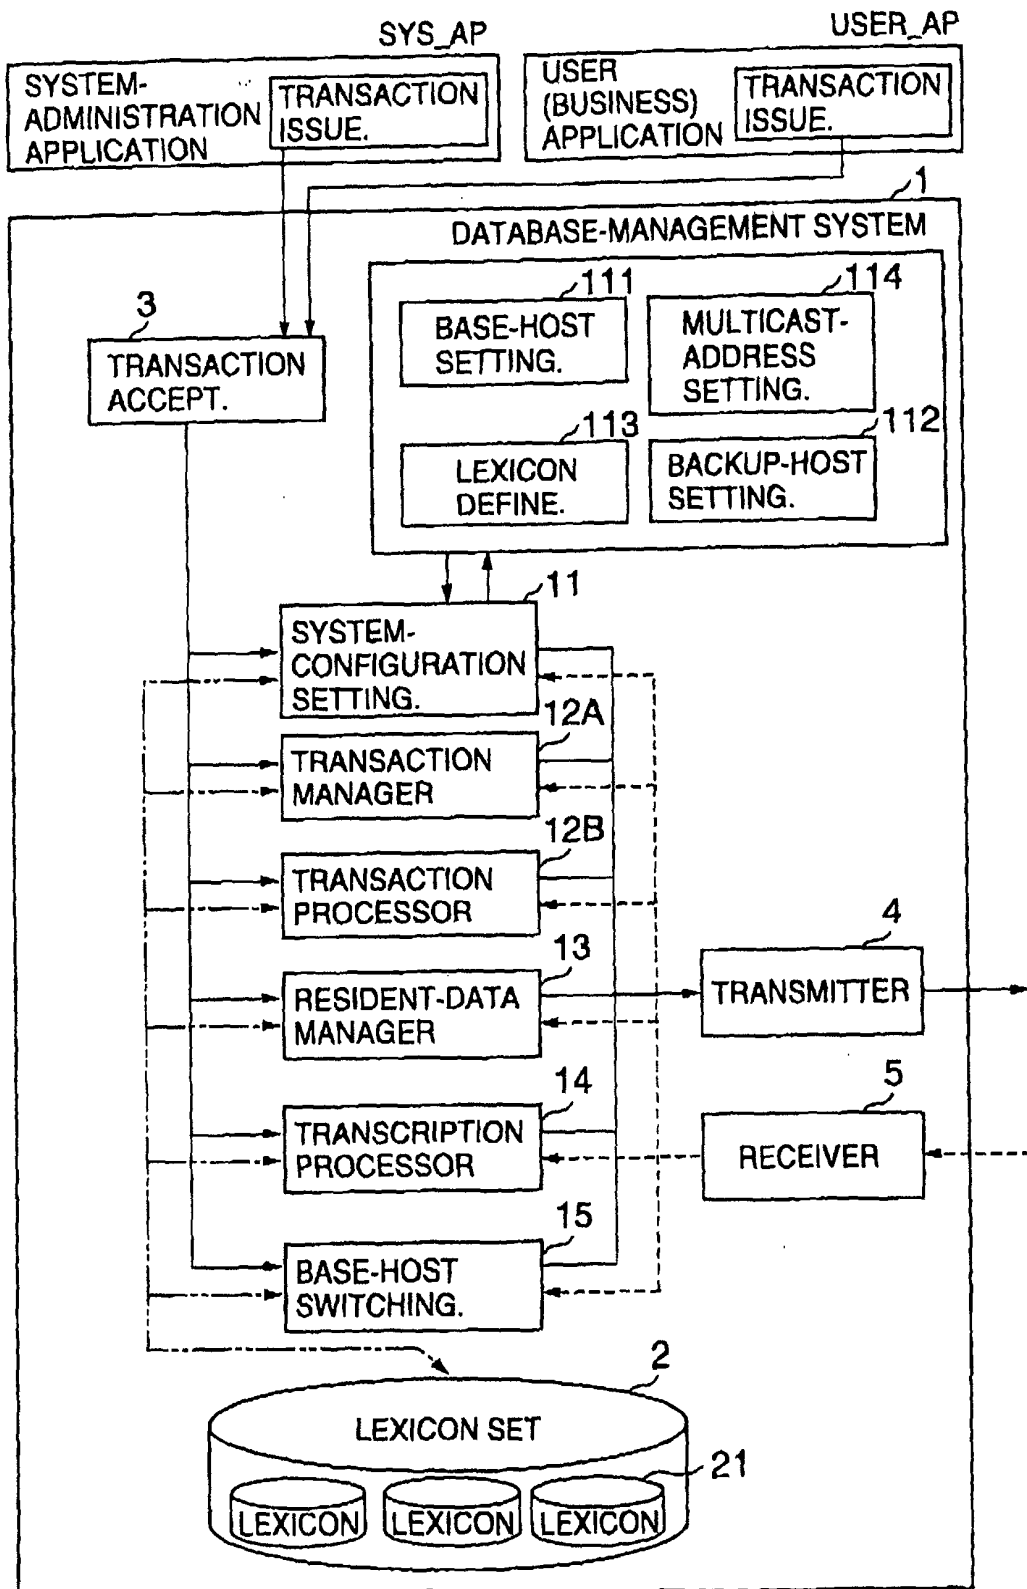 SYS_AP
USER_AP
SYSTEM-
ADMINISTRATION
APPLICATION
TRANSACTION
ISSUE.
USER
(BUSINESS)
APPLICATION
TRANSACTION
ISSUE.
1
DATABASE-MANAGEMENT SYSTEM
111
BASE-HOST
SETTING.
114
MULTICAST-
ADDRESS
SETTING.
3
TRANSACTION
ACCEPT.
113
LEXICON
DEFINE.
112
BACKUP-HOST
SETTING.
11
SYSTEM-
CONFIGURATION
SETTING.
12A
TRANSACTION
MANAGER
12B
TRANSACTION
PROCESSOR
13
RESIDENT-DATA
MANAGER
4
TRANSMITTER
14
TRANSCRIPTION
PROCESSOR
5
RECEIVER
15
BASE-HOST
SWITCHING.
2
LEXICON SET
21
LEXICON
LEXICON
LEXICON